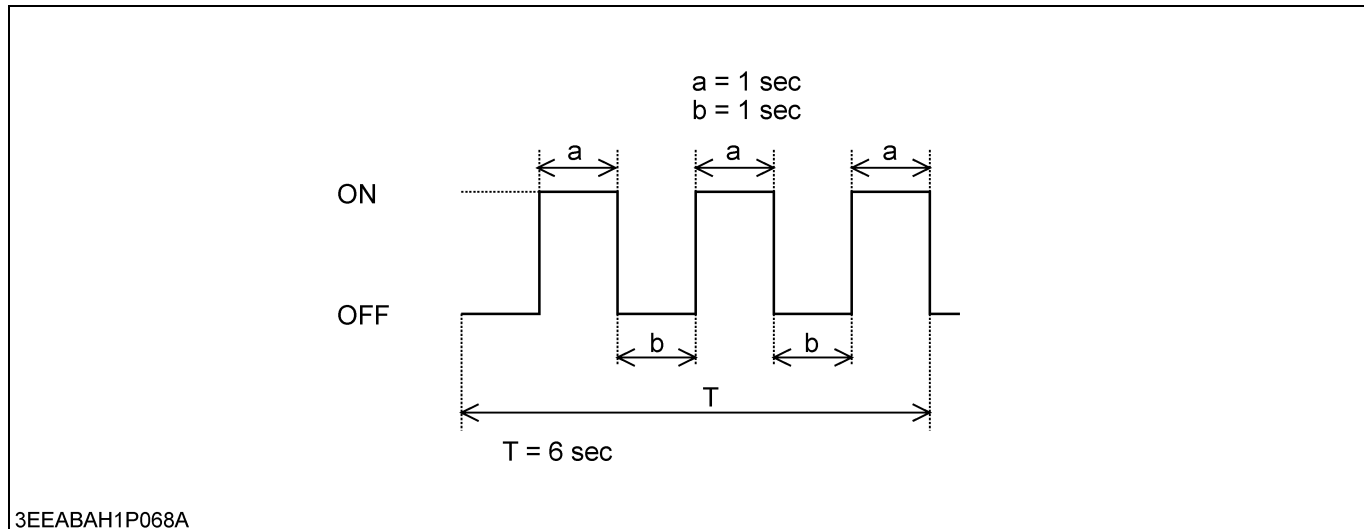 a = 1 sec
b = 1 sec
a a a
ON
OFF
b b
T
T = 6 sec
3EEABAH1P068A